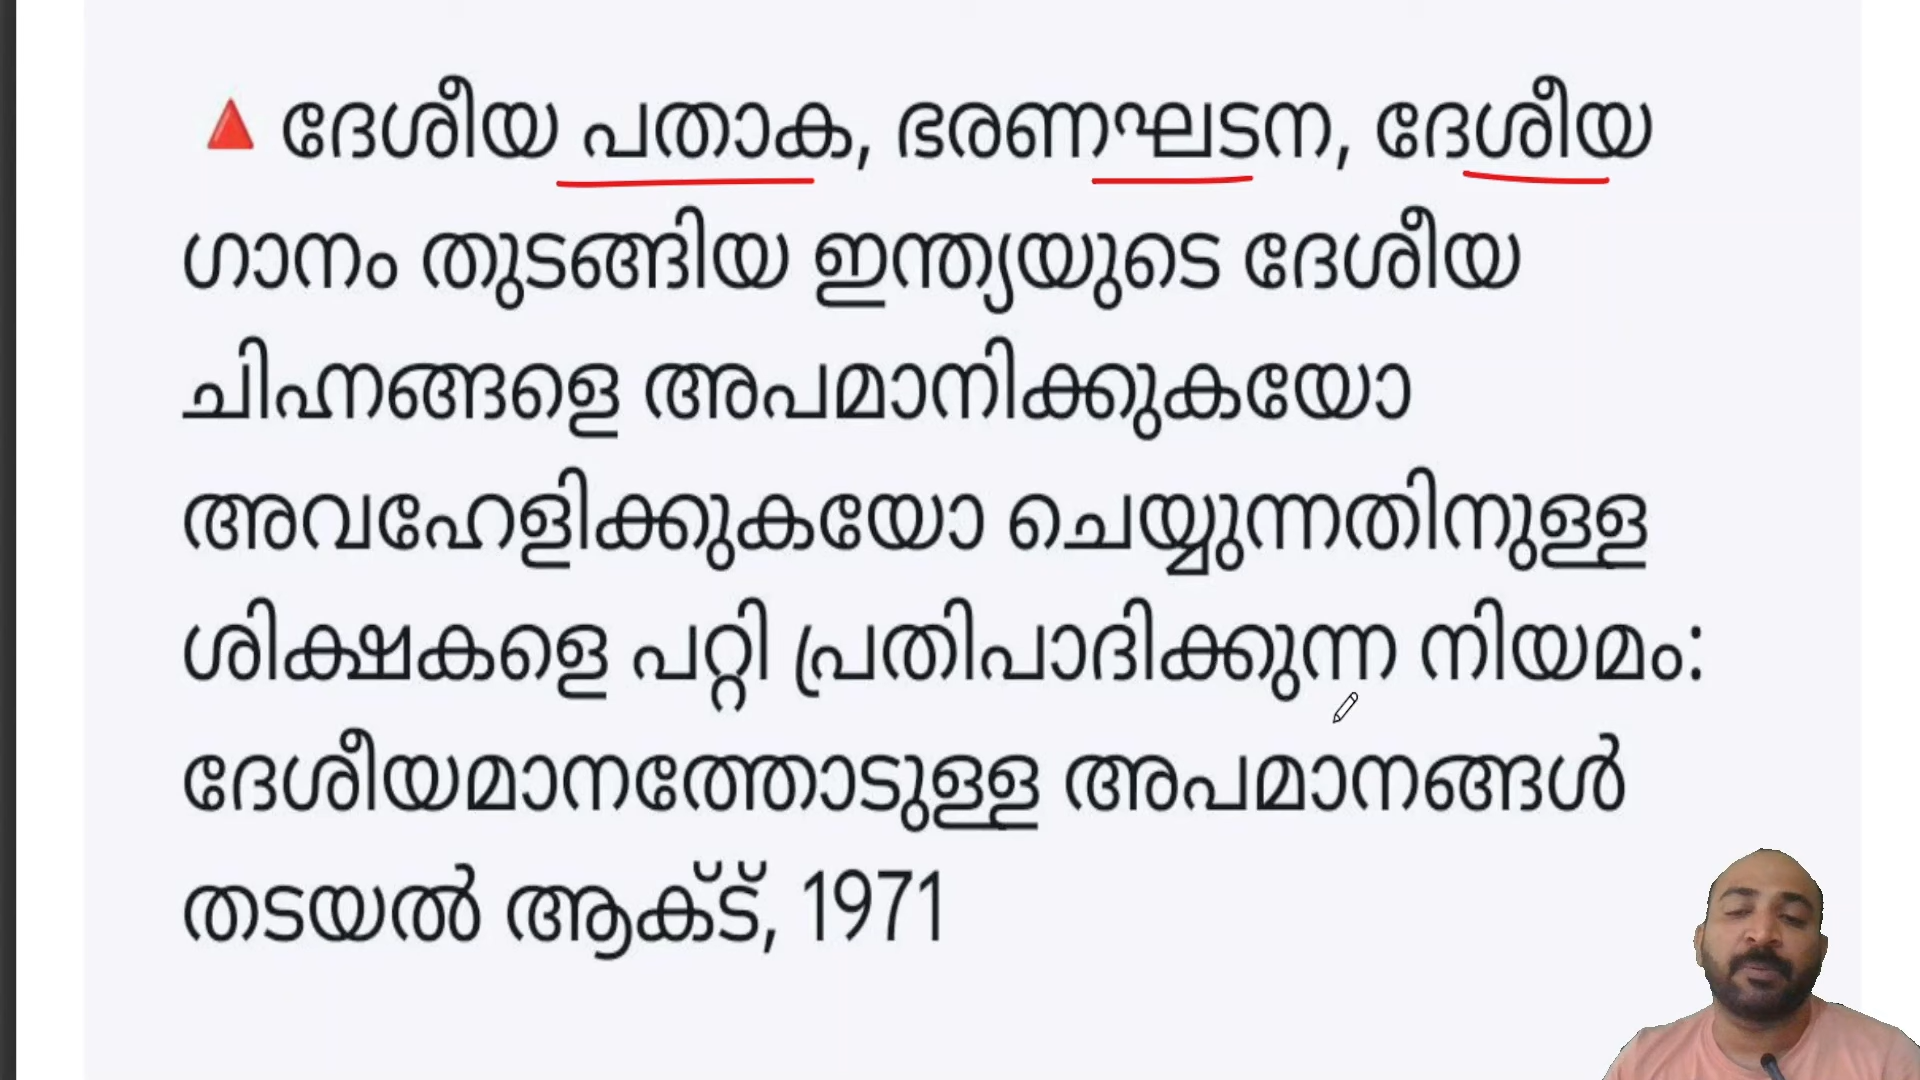 🔺ദേശീയ പതാക, ഭരണഘടന, ദേശീയ
ഗാനം തുടങ്ങിയ ഇന്ത്യയുടെ ദേശീയ
ചിഹ്നങ്ങളെ അപമാനിക്കുകയോ
അവഹേളിക്കുകയോ ചെയ്യുന്നതിനുള്ള
ശിക്ഷകളെ പറ്റി പ്രതിപാദിക്കുന്ന നിയമം:
ദേശീയമാനത്തോടുള്ള അപമാനങ്ങൾ
തടയൽ ആക്ട്, 1971